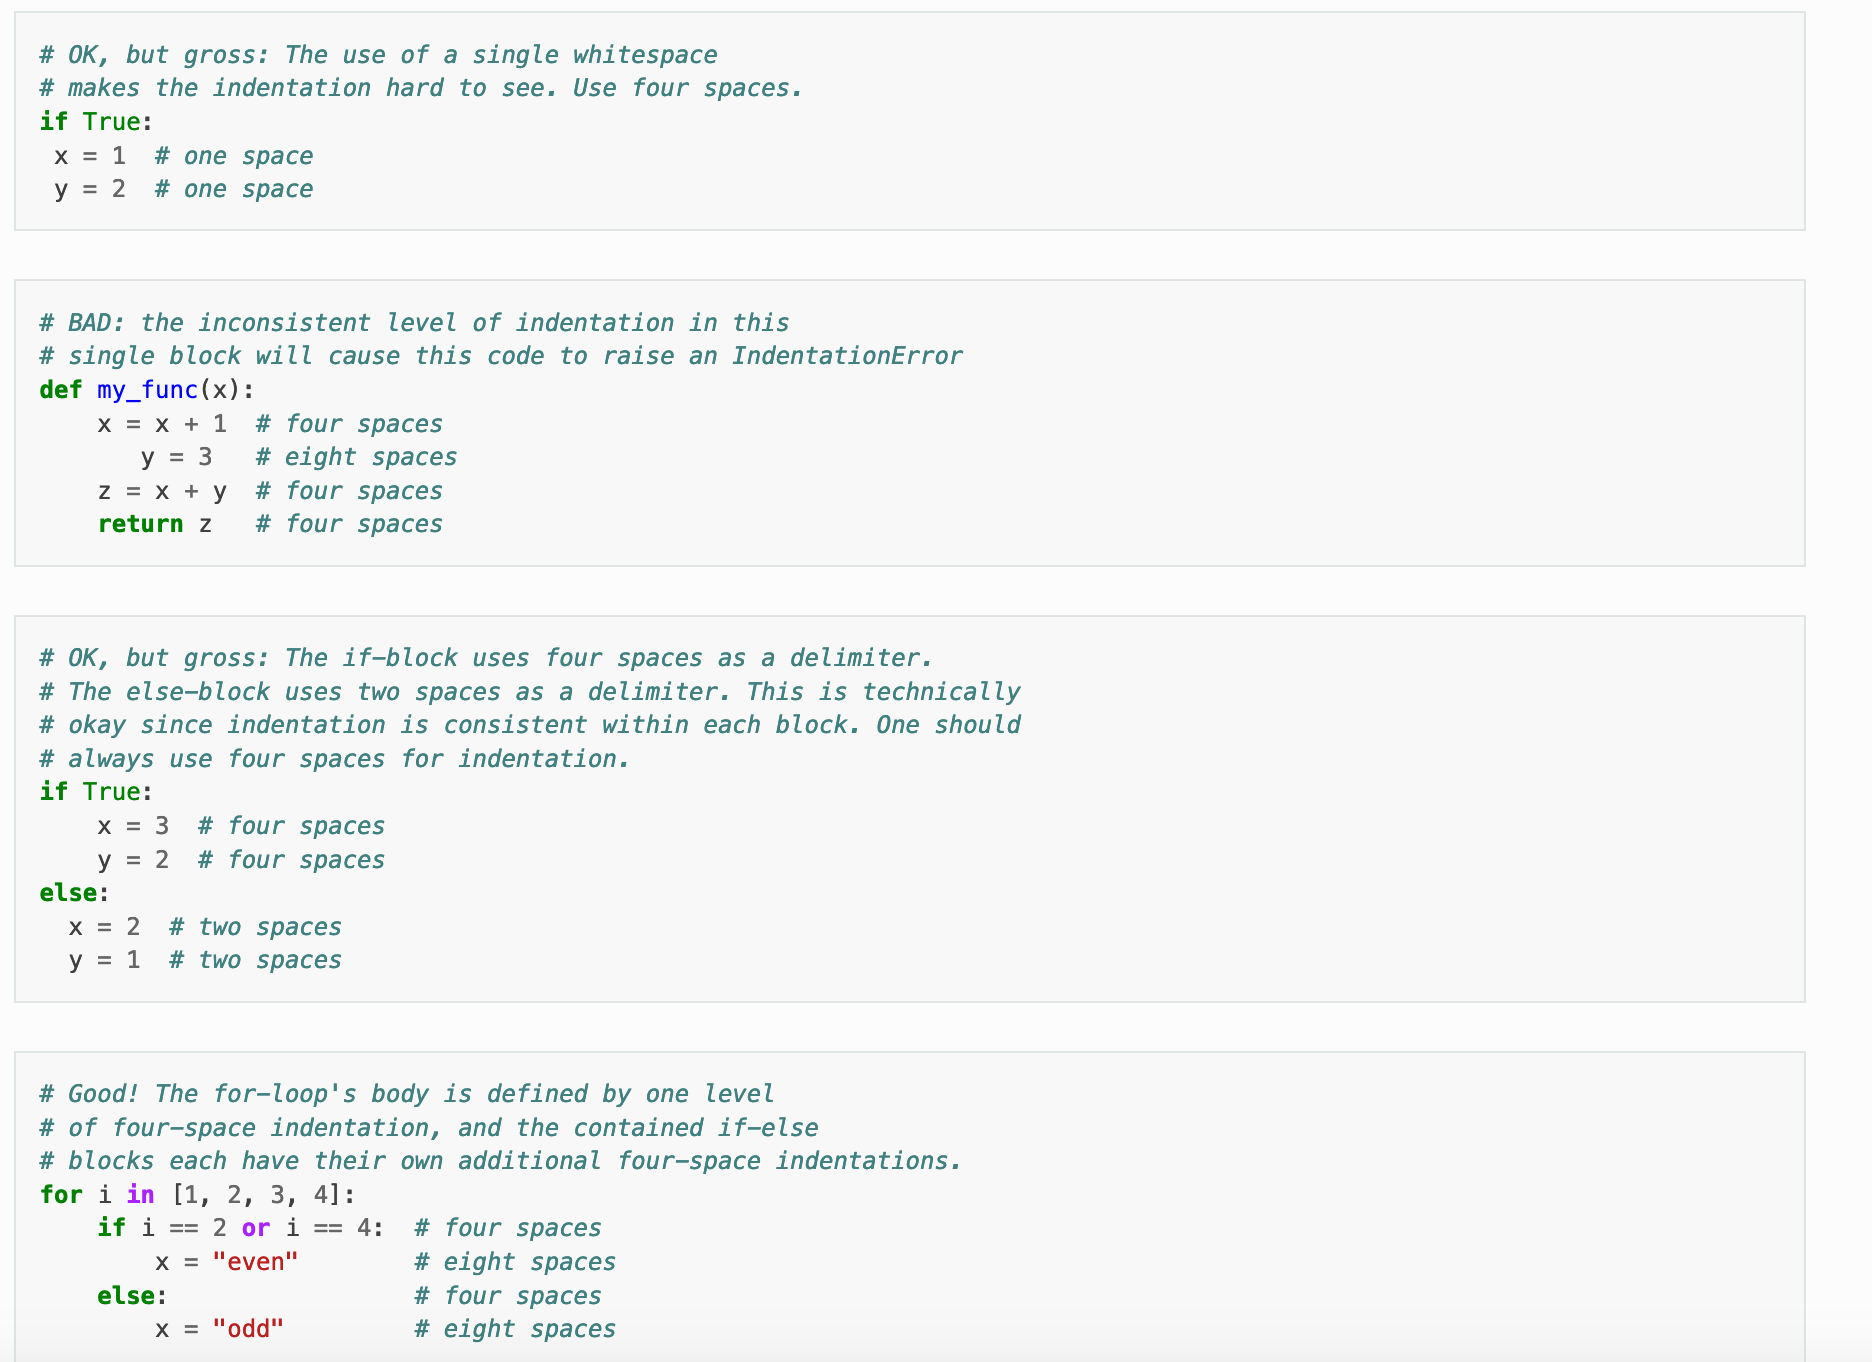 # OK, but gross: The use of a single whitespace
# makes the indentation hard to see. Use four spaces.
if True:
 x = 1  # one space
 y = 2  # one space
# BAD: the inconsistent level of indentation in this
# single block will cause this code to raise an IndentationError
def my_func(x):
    x = x + 1  # four spaces
       y = 3   # eight spaces
    z = x + y  # four spaces
    return z   # four spaces
# OK, but gross: The if-block uses four spaces as a delimiter.
# The else-block uses two spaces as a delimiter. This is technically
# okay since indentation is consistent within each block. One should
# always use four spaces for indentation.
if True:
    x = 3  # four spaces
    y = 2  # four spaces
else:
  x = 2  # two spaces
  y = 1  # two spaces
# Good! The for-loop's body is defined by one level
# of four-space indentation, and the contained if-else
# blocks each have their own additional four-space indentations.
for i in [1, 2, 3, 4]:
    if i == 2 or i == 4:  # four spaces
        x = "even"        # eight spaces
    else:                 # four spaces
        x = "odd"         # eight spaces